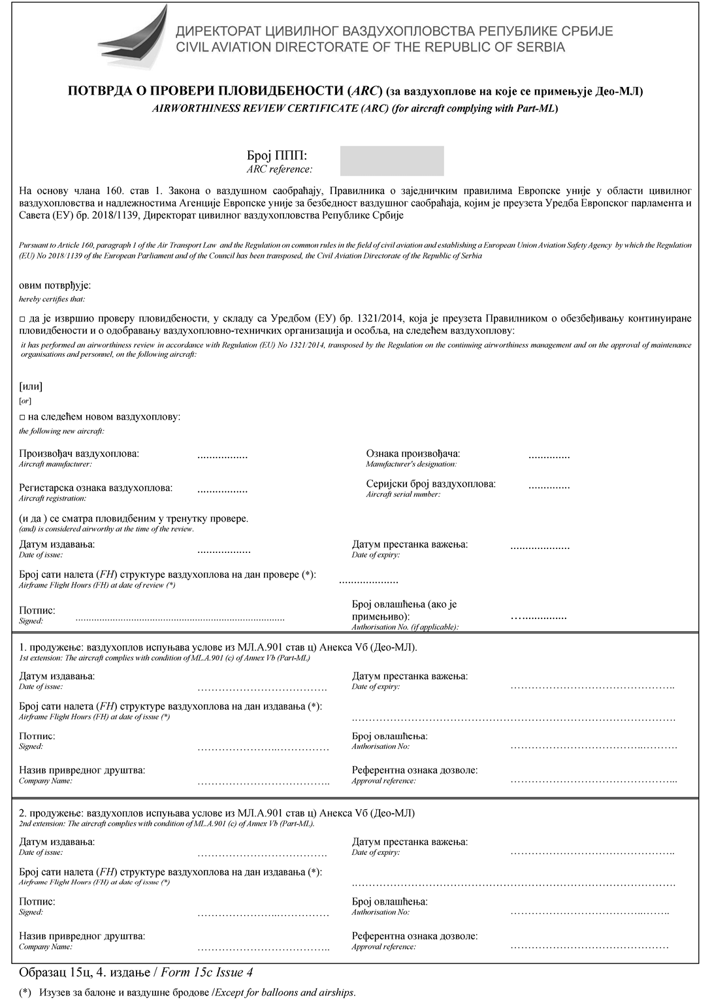 ДИРЕКТОРАТ ЦИВИЛНОГ ВАЗДУХОПЛОВСТВА РЕПУБЛИКЕ СРБИЈЕ
CIVIL AVIATION DIRECTORATE OF THE REPUBLIC OF SERBIA
ПОТВРДА О ПРОВЕРИ ПЛОВИДБЕНОСТИ (ARC) (за ваздухоплове на које се примењује Део-МЛ)
AIRWORTHINESS REVIEW CERTIFICATE (ARC) (for aircraft complying with Part-ML)
Број ППП:
ARC reference:
На основу члана 160. став 1. Закона о ваздушном саобраћају, Правилника о заједничким правилима Европске уније у области цивилног
ваздухопловства и надлежностима Агенције Европске уније за безбедност ваздушног саобраћаја, којим је преузета Уредба Европског парламента и
Савета (ЕУ) бр. 2018/1139, Директорат цивилног ваздухопловства Републике Србије
Pursuant to Article 160, paragraph 1 of the Air Transport Law and the Regulation on common rules in the field of civil aviation and establishing a European Union Aviation Safety Agency by which the Regulation
(EU) No 2018/1139 of the European Parliament and of the Council has been transposed, the Civil Aviation Directorate of the Republic of Serbia
овим потврђује:
hereby certifies that:
□ да је извршио проверу пловидбености, у складу са Уредбом (ЕУ) бр. 1321/2014, која је преузета Правилником о обезбеђивању континуиране
пловидбености и о одобравању ваздухопловно-техничких организација и особља, на следећем ваздухоплову:
it has performed an airworthiness review in accordance with Regulation (EU) No 1321/2014, transposed by the Regulation on the continuing airworthiness management and on the approval of maintenance
organisations and personnel, on the following aircraft:
[или]
[or]
□ на следећем новом ваздухоплову:
the following new aircraft:
Произвођач ваздухоплова: ................. Ознака произвођача: ..............
Aircraft manufacturer: Manufacturer's designation:
Регистарска ознака ваздухоплова: ................. Серијски број ваздухоплова: ..............
Aircraft registration: Aircraft serial number:
(и да ) се сматра пловидбеним у тренутку провере.
(and) is considered airworthy at the time of the review.
Датум издавања: .................. Датум престанка важења: ....................
Date of issue: Date of expiry:
Број сати налета (FH) структуре ваздухоплова на дан провере (*): ....................
Airframe Flight Hours (FH) at date of review (*)
Потпис: ................................................................................ Број овлашћења (ако је
примењиво): …...............
Signed: Authorisation No. (if applicable):
1. продужење: ваздухоплов испуњава услове из МЛ.А.901 став ц) Анекса Vб (Део-МЛ).
1st extension: The aircraft complies with condition of ML.A.901 (c) of Annex Vb (Part-ML)
Датум издавања: ………………………………. Датум престанка важења: ………………………………………..
Date of issue: Date of expiry:
Број сати налета (FH) структуре ваздухоплова на дан издавања (*): ……………………………………………………………………………….
Airframe Flight Hours (FH) at date of issue (*)
Потпис: …………………..…………… Број овлашћења: ………………………………..………
Signed: Authorisation No:
Назив привредног друштва: ……………………………….. Референтна ознака дозволе: ………………………………………...
Company Name: Approval reference:
2. продужење: ваздухоплов испуњава услове из МЛ.А.901 став ц) Анекса Vб (Део-МЛ)
2nd extension: The aircraft complies with condition of ML.A.901 (c) of Annex Vb (Part-ML).
Датум издавања: ………………………………. Датум престанка важења: ………………………………………..
Date of issue: Date of expiry:
Број сати налета (FH) структуре ваздухоплова на дан издавања (*): ……………………………………………………………………………….
Airframe Flight Hours (FH) at date of issue (*)
Потпис: …………………..…………… Број овлашћења: ………………………………..……..
Signed: Authorisation No:
Назив привредног друштва: ……………………………….. Референтна ознака дозволе: ………………………………………
Company Name: Approval reference:
Образац 15ц, 4. издање / Form 15c Issue 4
(*) Изузев за балоне и ваздушне бродове /Except for balloons and airships.